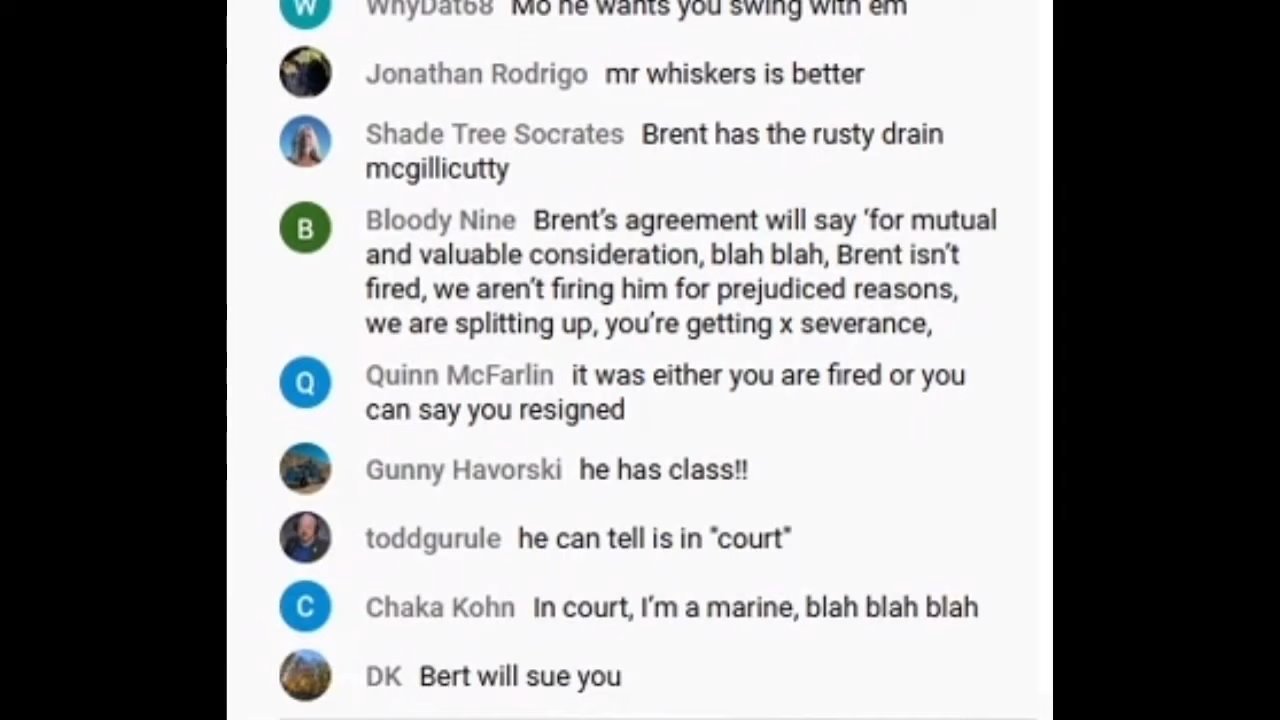 W WhyDat68 Mo he wants you swing with em
Jonathan Rodrigo mr whiskers is better
Shade Tree Socrates Brent has the rusty drain
mcgillicutty
B Bloody Nine Brent’s agreement will say ‘for mutual
and valuable consideration, blah blah, Brent isn’t
fired, we aren’t firing him for prejudiced reasons,
we are splitting up, you’re getting x severance,
Q Quinn McFarlin it was either you are fired or you
can say you resigned
Gunny Havorski he has class!!
toddgurule he can tell is in "court"
C Chaka Kohn In court, I’m a marine, blah blah blah
DK Bert will sue you